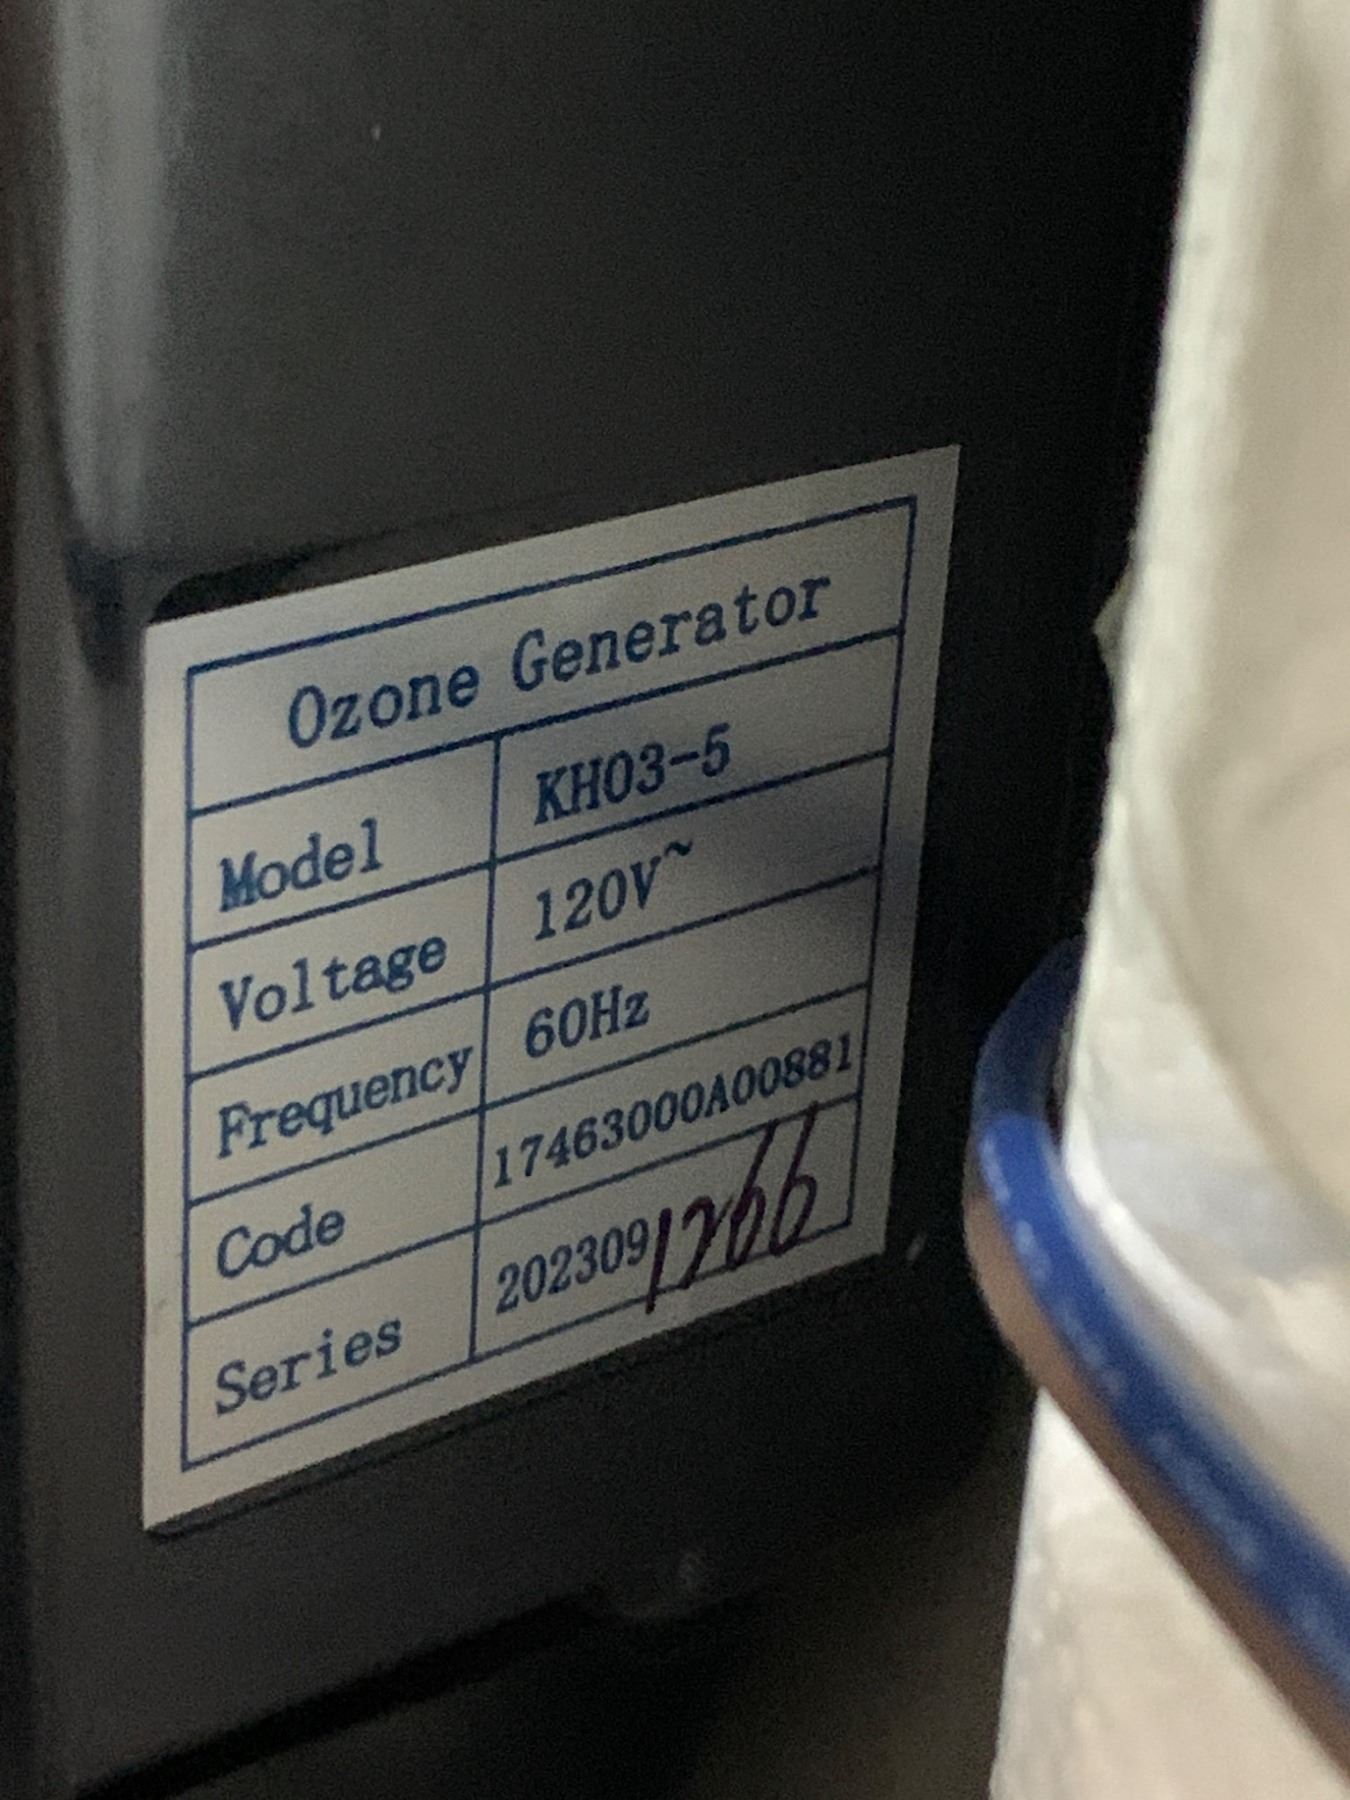 Ozone Generator
Model KH03-5
Voltage 120V~
Frequency 60Hz
Code 17463000A00881
Series 2023091266